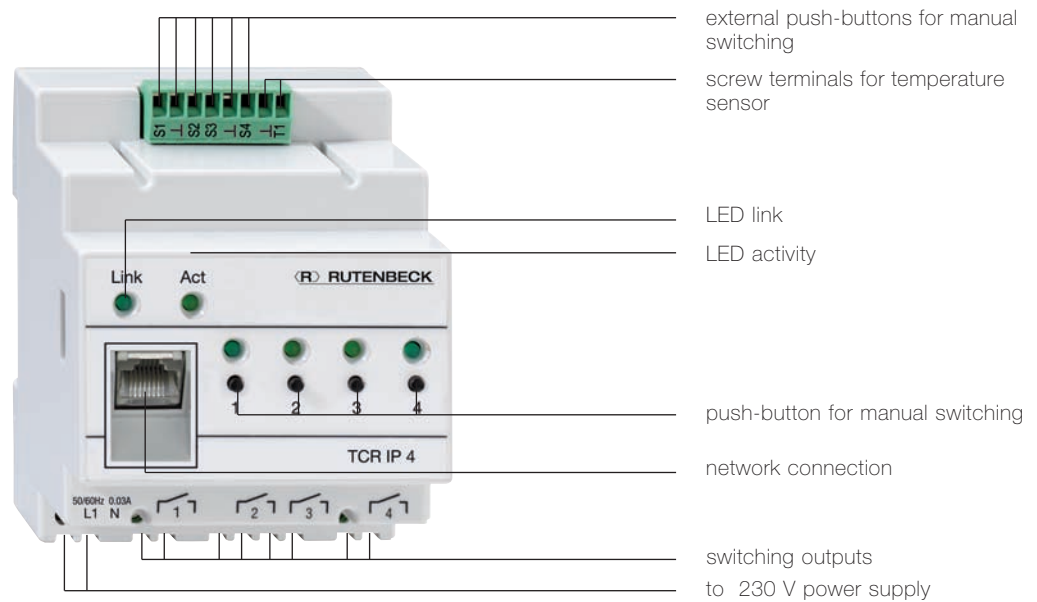 external push-buttons for manual
switching
screw terminals for temperature
sensor
S1 ⊥ S2 S3 ⊥ S4 ⊥ T1
LED link
LED activity
Link Act
⟨R⟩ RUTENBECK
1 2 3 4
push-button for manual switching
TCR IP 4
network connection
50/60Hz 0.03A
L1 N
1 2 3 4
switching outputs
to 230 V power supply